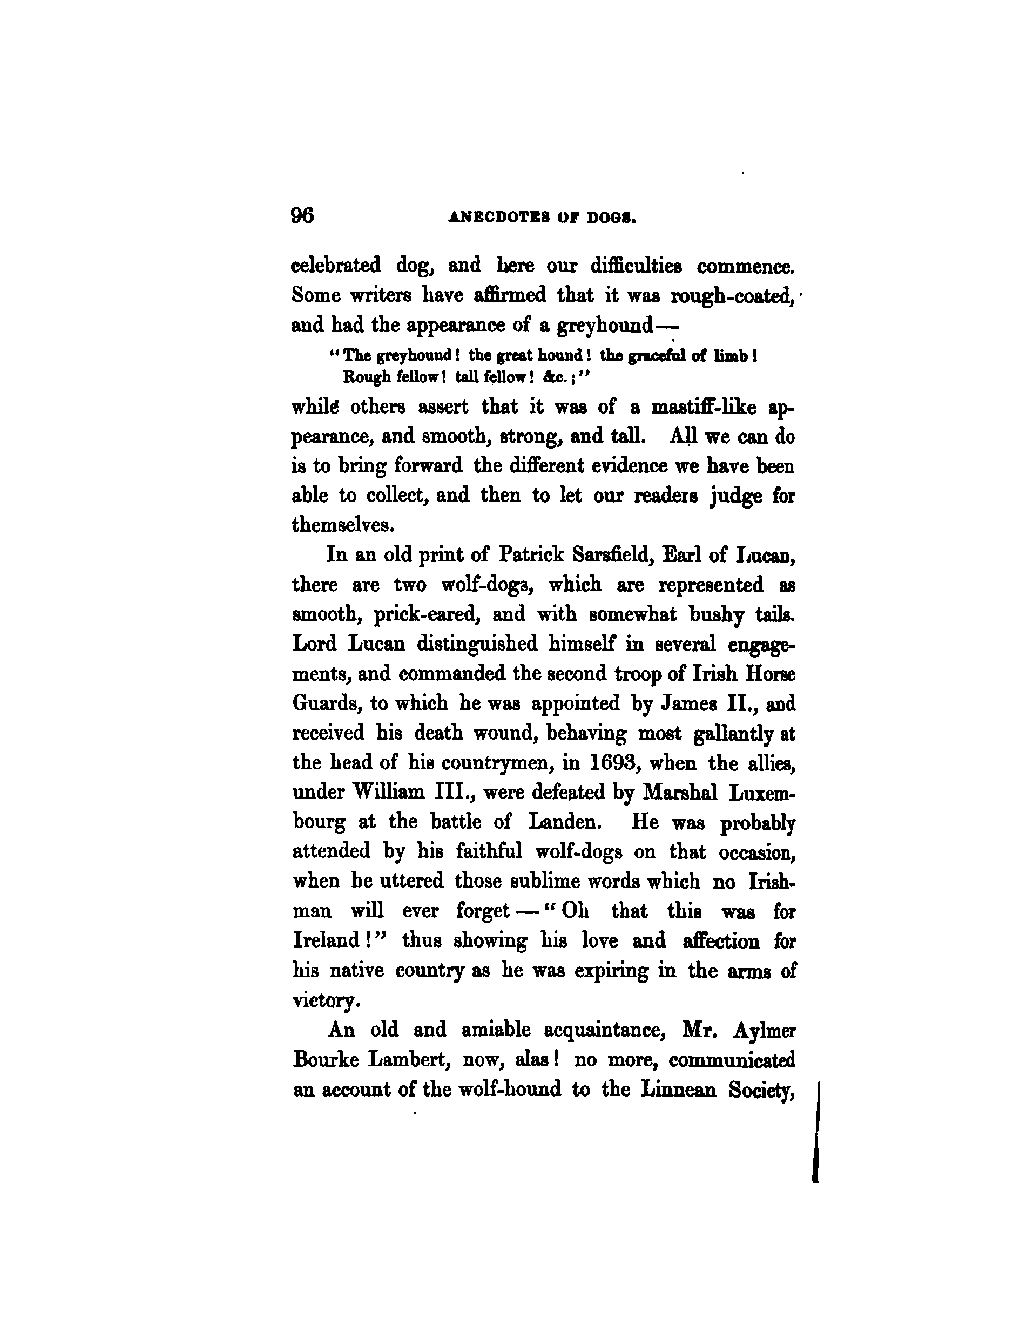 96 ANECDOTES OF DOGS.
celebrated dog, and here our difficulties commence.
Some writers have affirmed that it was rough-coated,
and had the appearance of a greyhound—
"The greyhound! the great hound! the graceful of limb!
Rough fellow! tall fellow! &c.;"
while others assert that it was of a mastiff-like ap-
pearance, and smooth, strong, and tall. All we can do
is to bring forward the different evidence we have been
able to collect, and then to let our readers judge for
themselves.
In an old print of Patrick Sarsfield, Earl of Lucan,
there are two wolf-dogs, which are represented as
smooth, prick-eared, and with somewhat bushy tails.
Lord Lucan distinguished himself in several engage-
ments, and commanded the second troop of Irish Horse
Guards, to which he was appointed by James II., and
received his death wound, behaving most gallantly at
the head of his countrymen, in 1693, when the allies,
under William III., were defeated by Marshal Luxem-
bourg at the battle of Landen. He was probably
attended by his faithful wolf-dogs on that occasion,
when he uttered those sublime words which no Irish-
man will ever forget—"Oh that this was for
Ireland!" thus showing his love and affection for
his native country as he was expiring in the arms of
victory.
An old and amiable acquaintance, Mr. Aylmer
Bourke Lambert, now, alas! no more, communicated
an account of the wolf-hound to the Linnean Society,